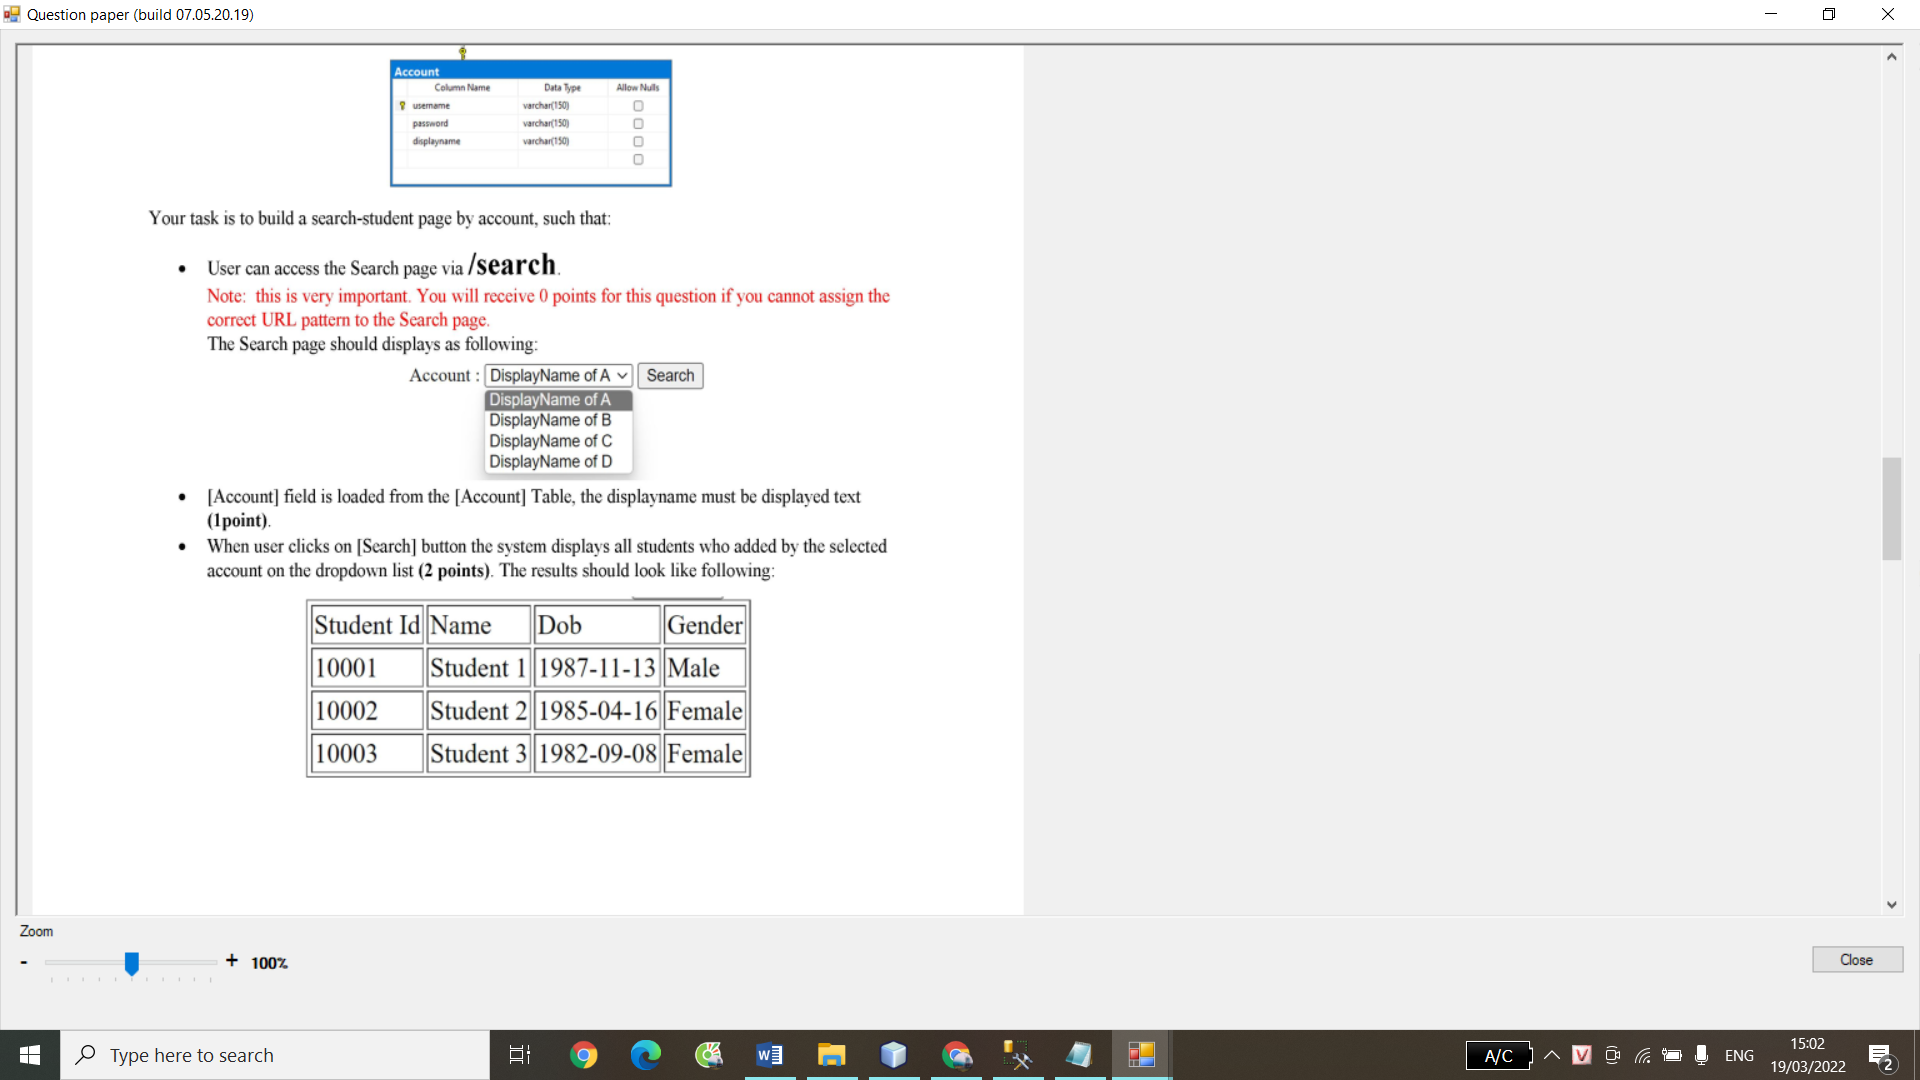 Question paper (build 07.05.20.19)
Account
Column Name Data Type Allow Nulls
username varchar(150)
password varchar(150)
displayname varchar(150)
Your task is to build a search-student page by account, such that:
• User can access the Search page via /search.
Note: this is very important. You will receive 0 points for this question if you cannot assign the
correct URL pattern to the Search page.
The Search page should displays as following:
Account : DisplayName of A Search
DisplayName of A
DisplayName of B
DisplayName of C
DisplayName of D
• [Account] field is loaded from the [Account] Table, the displayname must be displayed text
(1point).
• When user clicks on [Search] button the system displays all students who added by the selected
account on the dropdown list (2 points). The results should look like following:
Student Id Name Dob Gender
10001 Student 1 1987-11-13 Male
10002 Student 2 1985-04-16 Female
10003 Student 3 1982-09-08 Female
Zoom
- + 100%
Close
Type here to search
A/C
V
ENG
15:02
19/03/2022
2